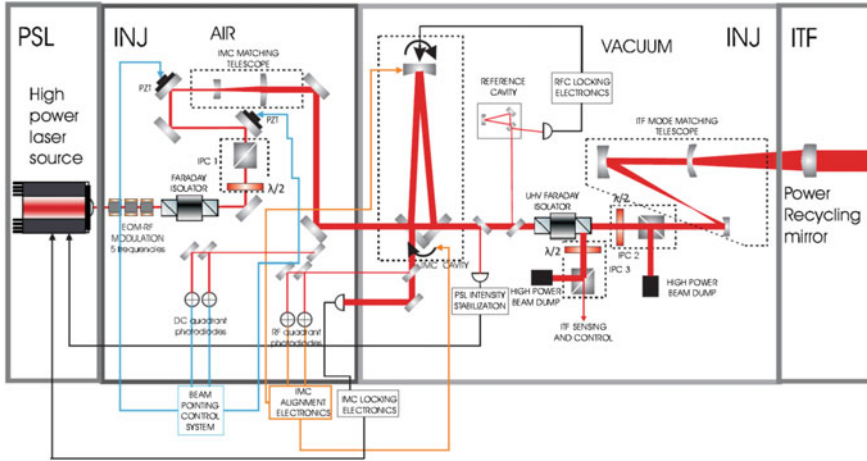 PSL
INJ
AIR
VACUUM
INJ
ITF
High
power
laser
source
PZT
IMC MATCHING
TELESCOPE
PZT
IPC 1
λ/2
FARADAY
ISOLATOR
EOM-RF
MODULATION
5 frequencies
DC quadrant
photodiodes
RF quadrant
photodiodes
BEAM
POINTING
CONTROL
SYSTEM
IMC
ALIGNMENT
ELECTRONICS
IMC LOCKING
ELECTRONICS
IMC CAVITY
REFERENCE
CAVITY
RFC LOCKING
ELECTRONICS
PSL INTENSITY
STABILIZATION
UHV FARADAY
ISOLATOR
λ/2
IPC 2
λ/2
IPC 3
HIGH POWER
BEAM DUMP
HIGH POWER
BEAM DUMP
ITF SENSING
AND CONTROL
ITF MODE MATCHING
TELESCOPE
Power
Recycling
mirror